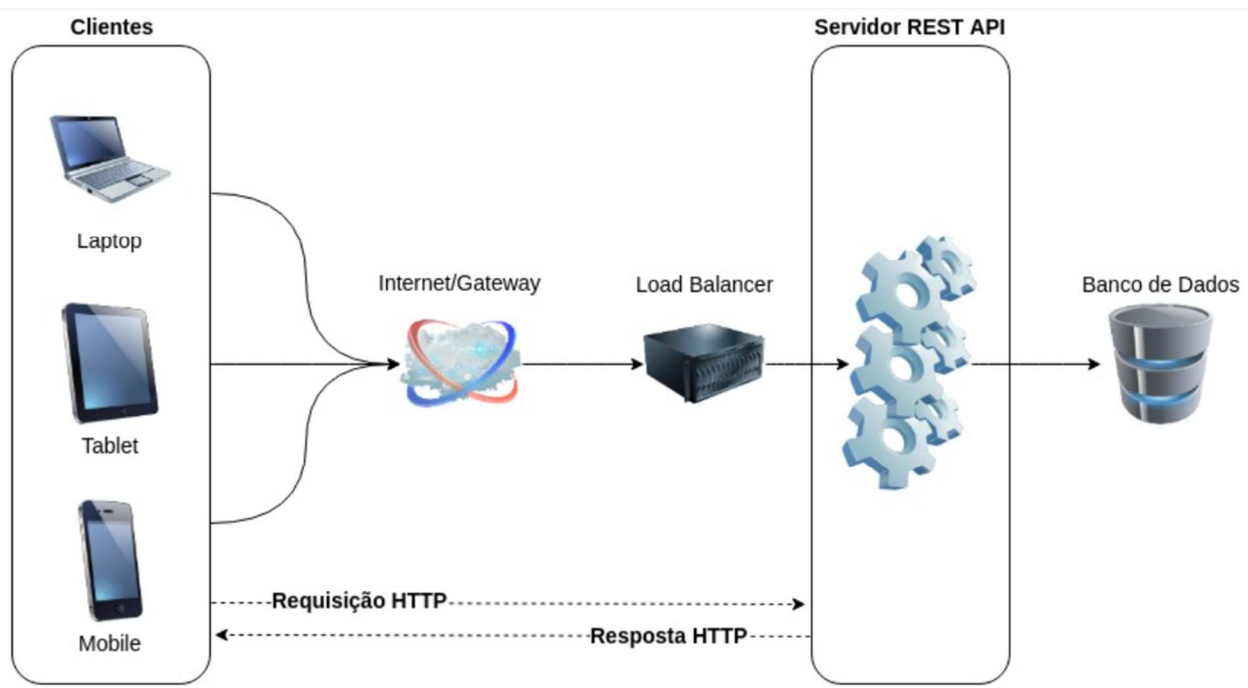 Clientes
Servidor REST API
Laptop
Internet/Gateway
Load Balancer
Banco de Dados
Tablet
Requisição HTTP
Resposta HTTP
Mobile